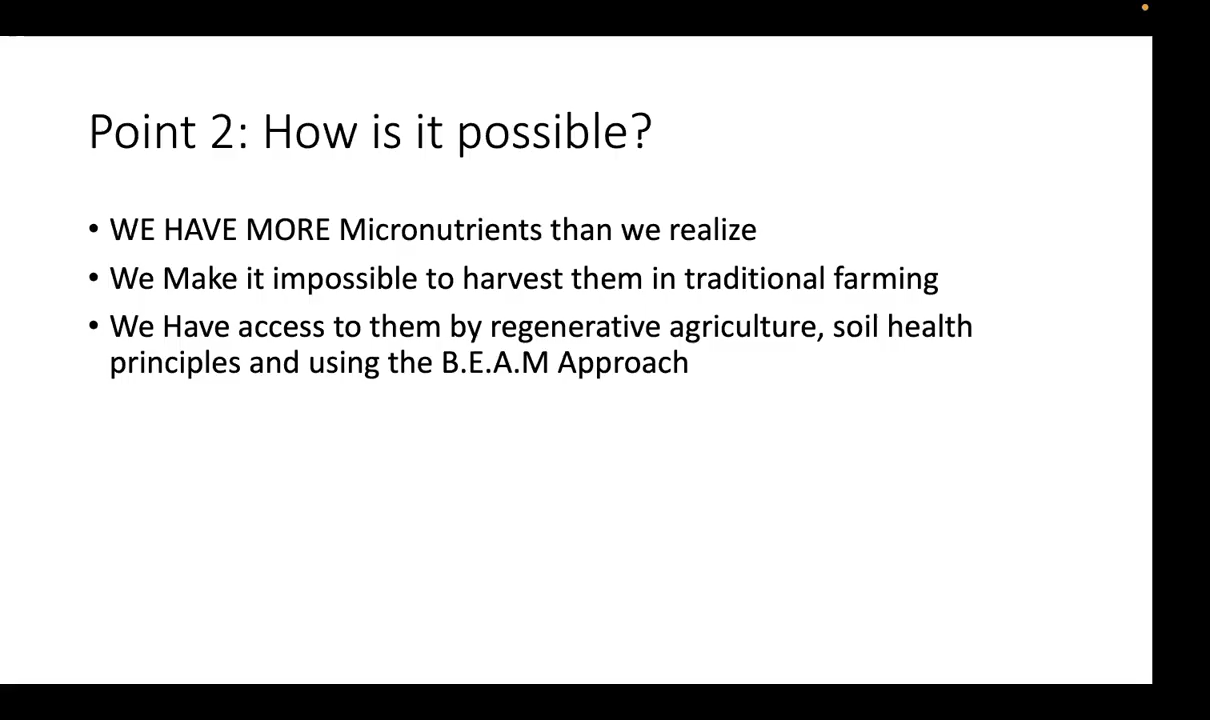 Point 2: How is it possible?
• WE HAVE MORE Micronutrients than we realize
• We Make it impossible to harvest them in traditional farming
• We Have access to them by regenerative agriculture, soil health
principles and using the B.E.A.M Approach